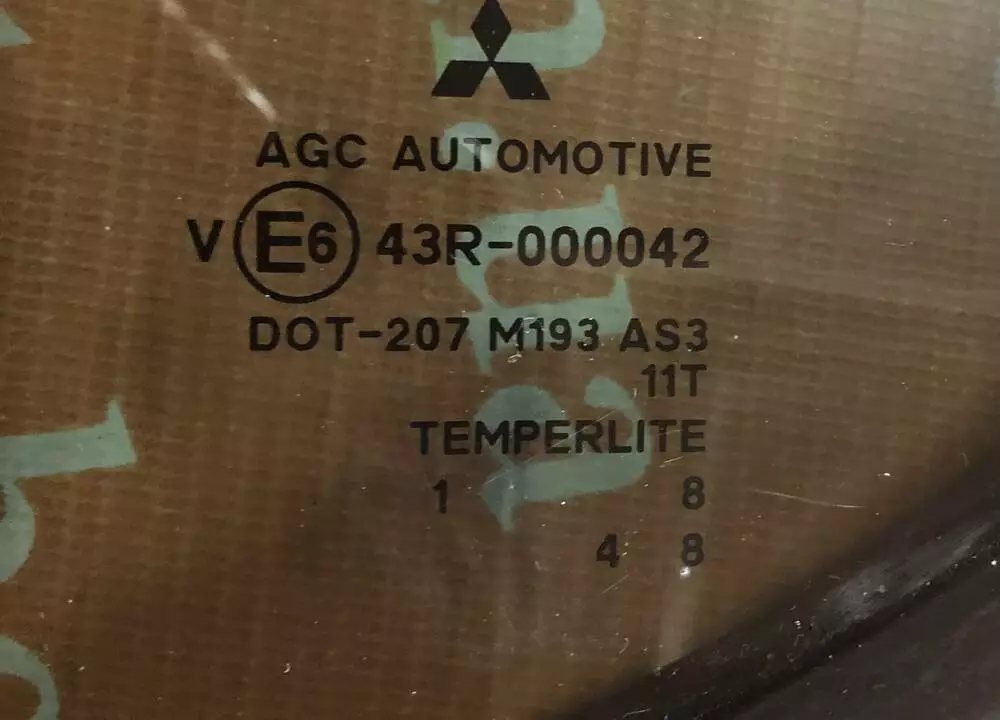 AGC AUTOMOTIVE
V E6 43R-000042
DOT-207 M193 AS3
11T
TEMPERLITE
1 8
4 8